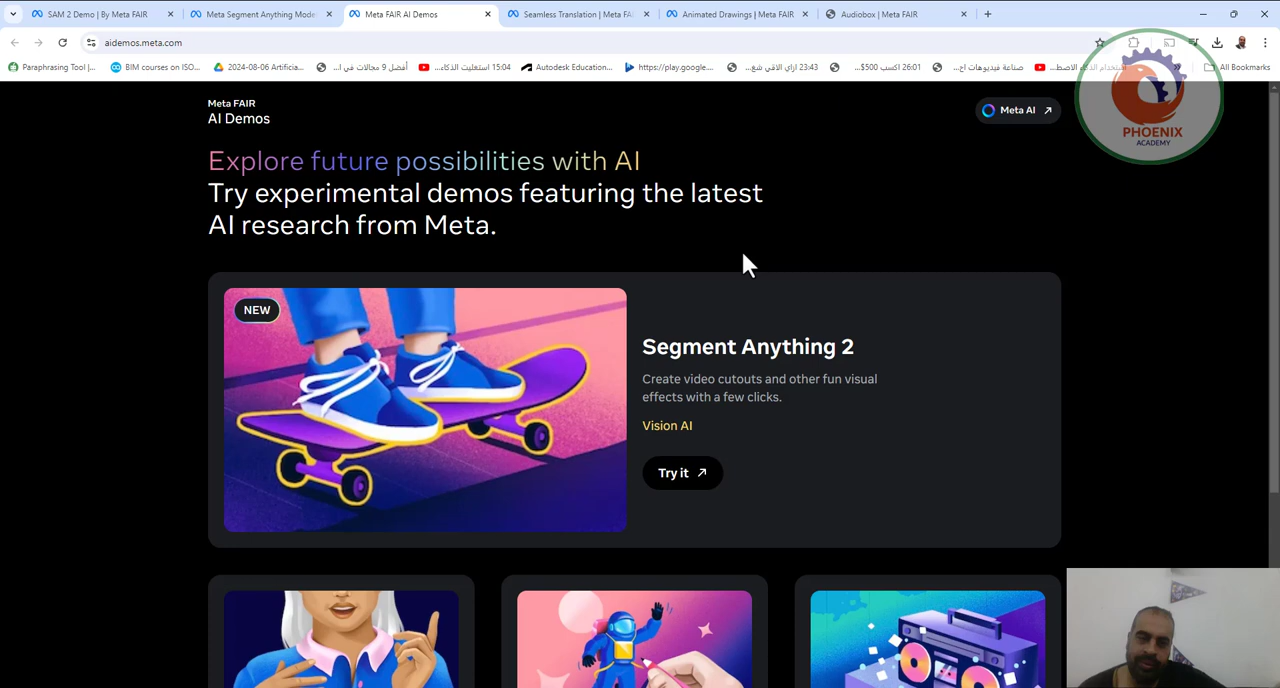 SAM 2 Demo | By Meta FAIR
Meta Segment Anything Mode
Meta FAIR AI Demos
Seamless Translation | Meta FA
Animated Drawings | Meta FAIR
Audiobox | Meta FAIR
aidemos.meta.com
Paraphrasing Tool |...
BIM courses on ISO...
2024-08-06 Artificia...
أفضل 9 مجالات في ا...
15:04 استغلت الذكاء...
Autodesk Education...
https://play.google....
23:43 ازاي الاقي شغ...
26:01 اكسب 500$...
صناعة فيديوهات اح...
All Bookmarks
Meta FAIR
AI Demos
Meta AI
PHOENIX
ACADEMY
Explore future possibilities with AI
Try experimental demos featuring the latest
AI research from Meta.
NEW
Segment Anything 2
Create video cutouts and other fun visual
effects with a few clicks.
Vision AI
Try it